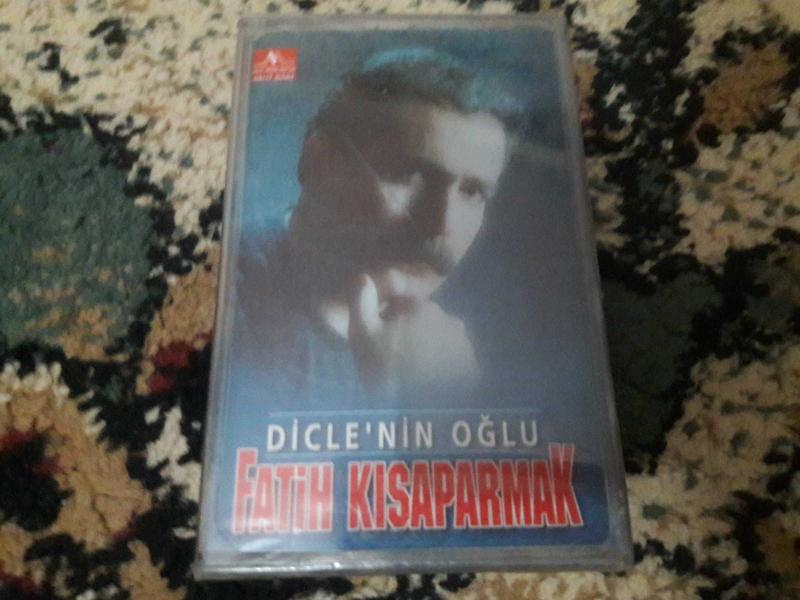 DİCLE'NİN OĞLU
FATİH KISAPARMAK